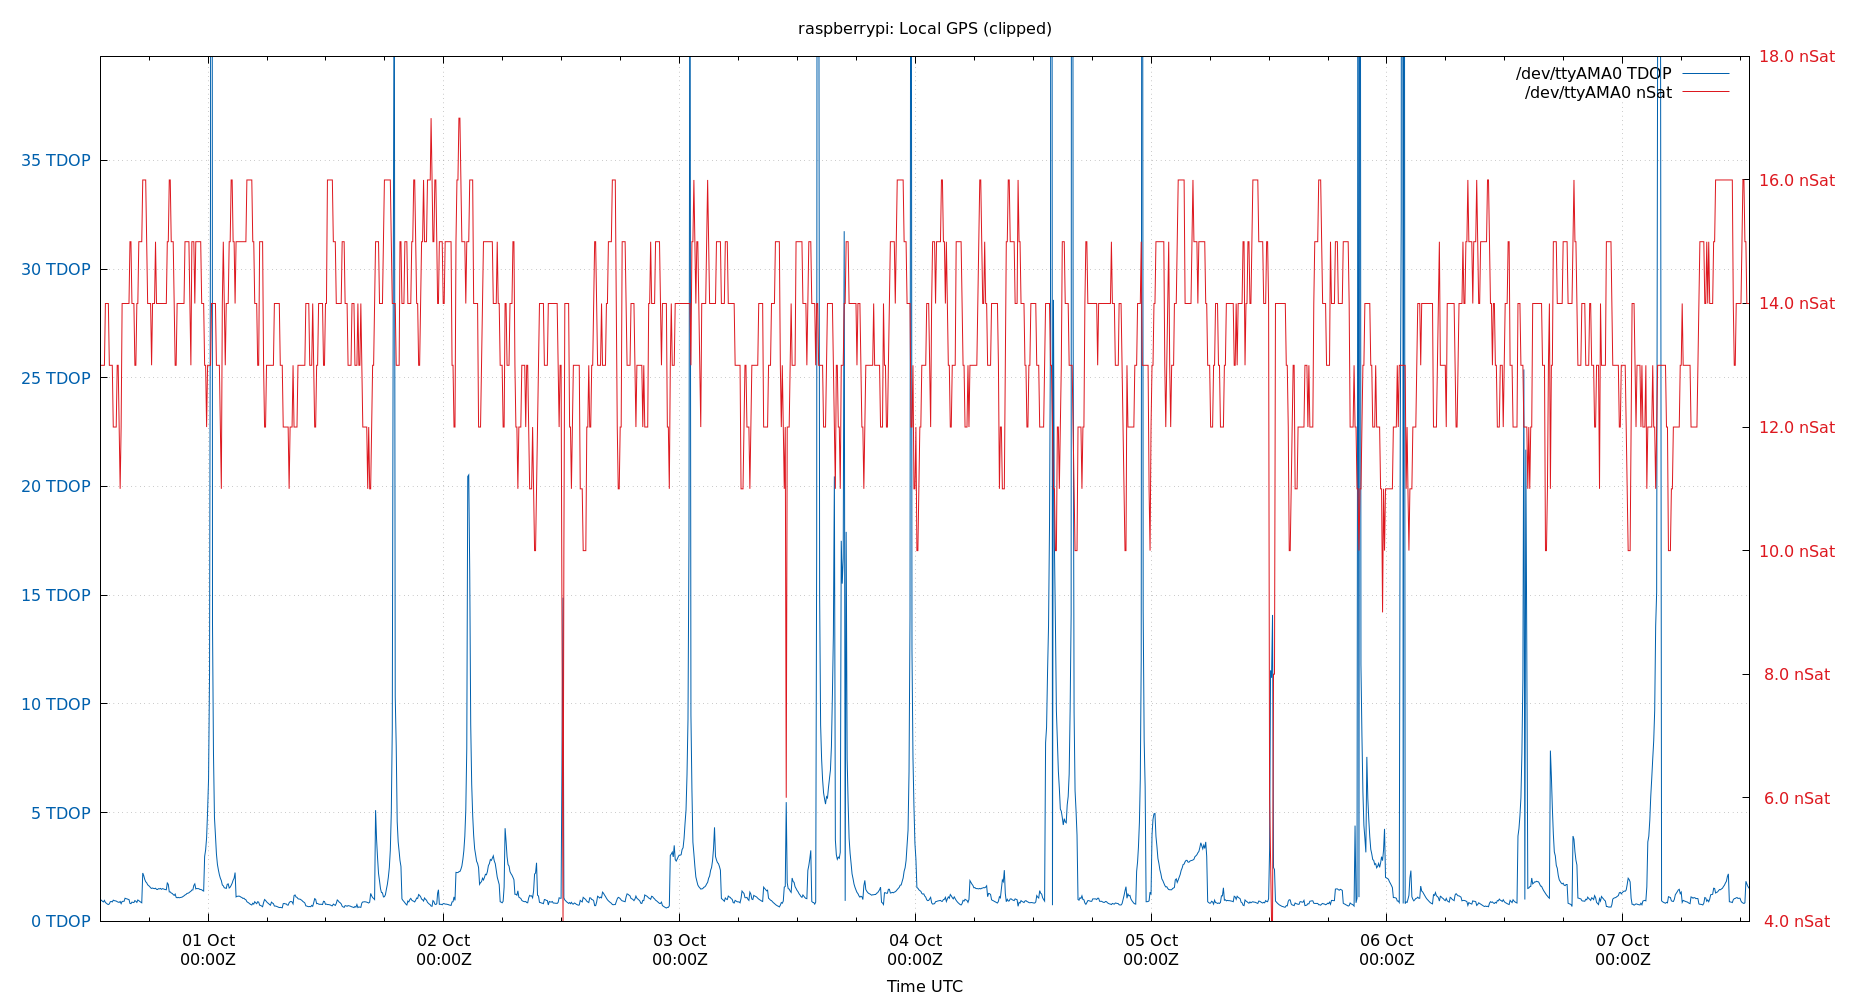 raspberrypi: Local GPS (clipped)
18.0 nSat
/dev/ttyAMA0 TDOP
/dev/ttyAMA0 nSat
35 TDOP
16.0 nSat
30 TDOP
14.0 nSat
25 TDOP
12.0 nSat
20 TDOP
10.0 nSat
15 TDOP
8.0 nSat
10 TDOP
6.0 nSat
5 TDOP
0 TDOP
4.0 nSat
01 Oct 02 Oct 03 Oct 04 Oct 05 Oct 06 Oct 07 Oct
00:00Z 00:00Z 00:00Z 00:00Z 00:00Z 00:00Z 00:00Z
Time UTC